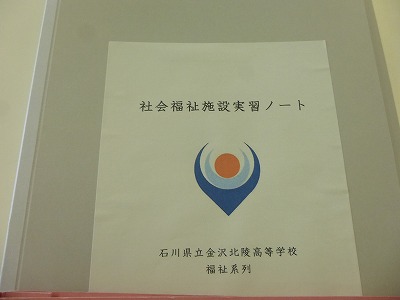 社会福祉施設実習ノート
石川県立金沢北陵高等学校
福祉系列